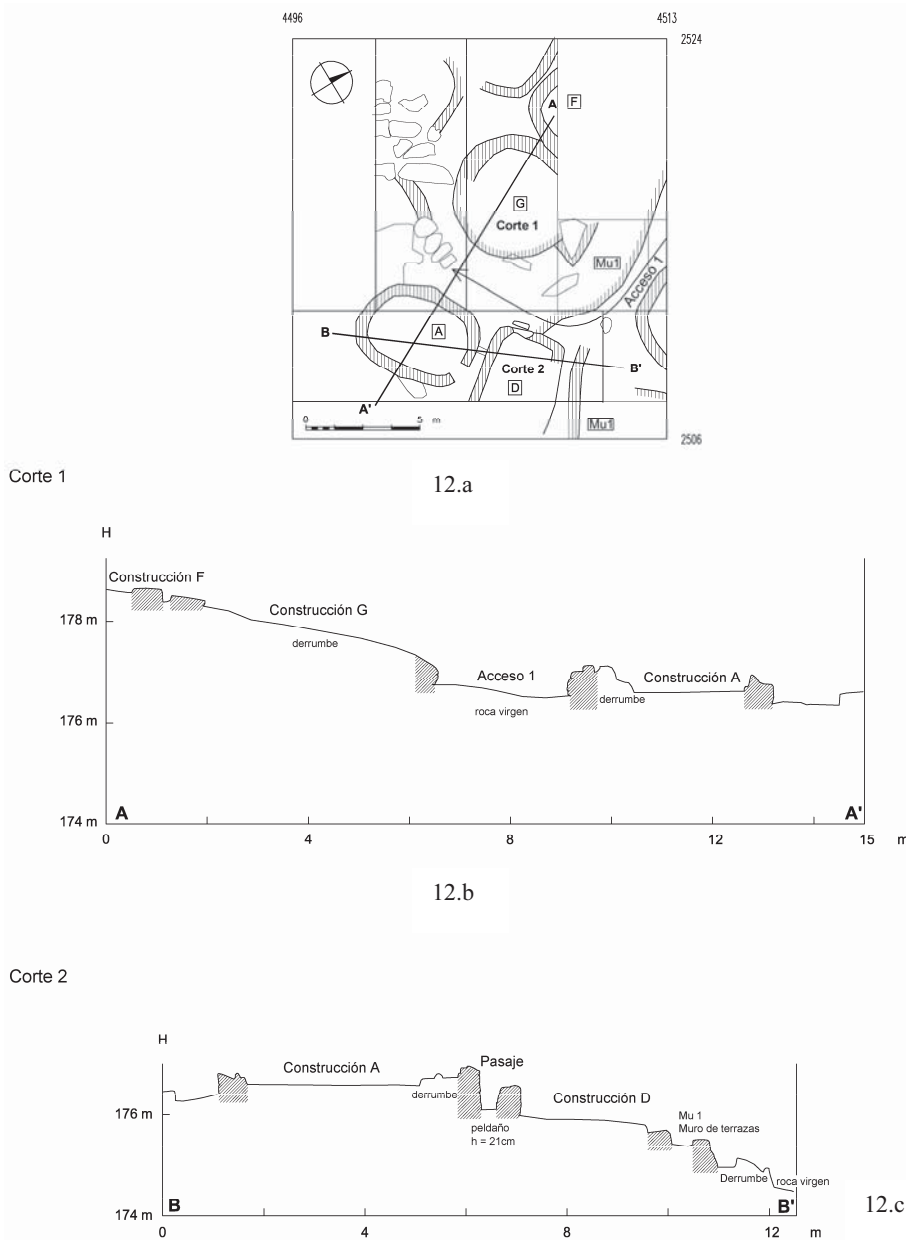 4496 4513
2524
A F
G
Corte 1
Mu1
Acceso 1
B A
Corte 2
B'
D
A'
0 5 m
Mu1
2506
Corte 1
12.a
H
Construcción F
178 m
Construcción G
derrumbe
Acceso 1
Construcción A
derrumbe
roca virgen
176 m
174 m
A A'
0 4 8 12 15 m
12.b
Corte 2
H
Construcción A
Pasaje
derrumbe
Construcción D
176 m
peldaño
h = 21cm
Mu 1
Muro de terrazas
Derrumbe roca virgen
B B'
174 m
12.c
0 4 8 12 m